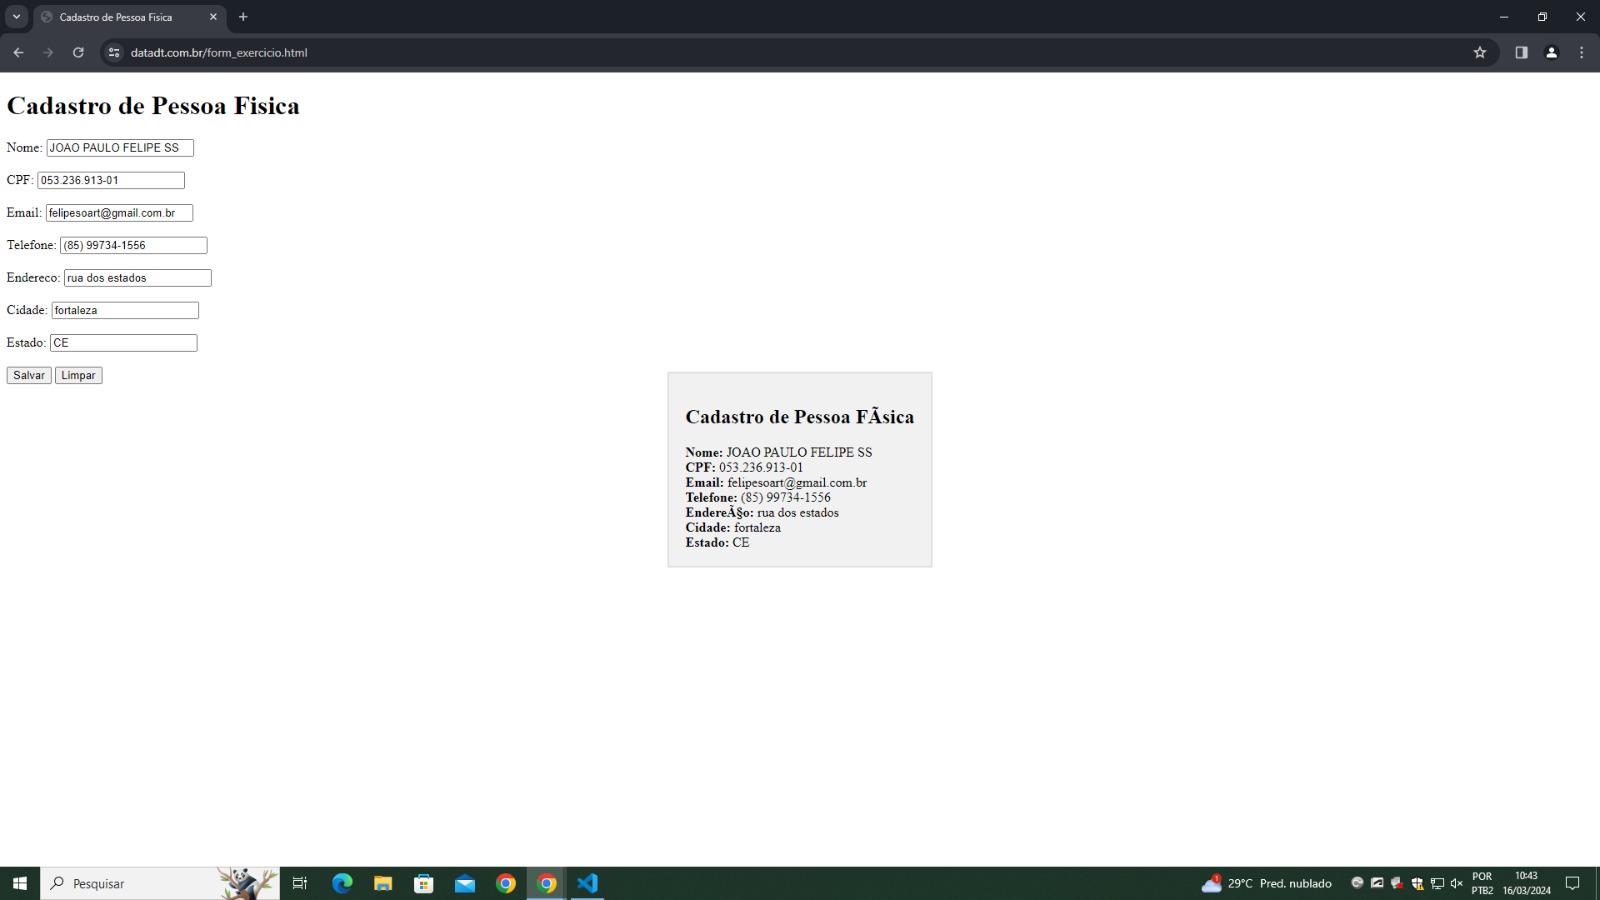 Cadastro de Pessoa Fisica
datadt.com.br/form_exercicio.html
Cadastro de Pessoa Fisica
Nome: JOAO PAULO FELIPE SS
CPF: 053.236.913-01
Email: felipesoart@gmail.com.br
Telefone: (85) 99734-1556
Endereco: rua dos estados
Cidade: fortaleza
Estado: CE
Salvar Limpar
Cadastro de Pessoa FÃsica
Nome: JOAO PAULO FELIPE SS
CPF: 053.236.913-01
Email: felipesoart@gmail.com.br
Telefone: (85) 99734-1556
EndereÃ§o: rua dos estados
Cidade: fortaleza
Estado: CE
Pesquisar
1
29°C Pred. nublado
POR
PTB2
10:43
16/03/2024